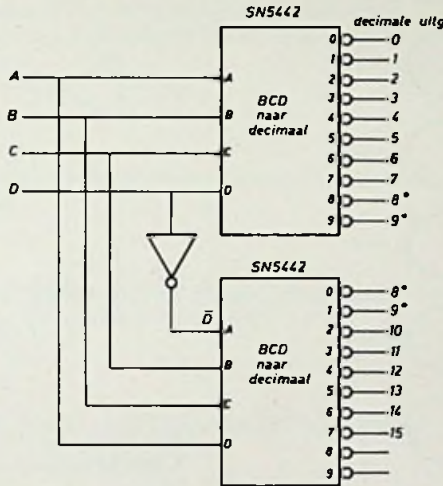 SN5442
decimale uitg
A
B
C
D
A
B
C
D
BCD
naar
decimaal
0 0
1 1
2 2
3 3
4 4
5 5
6 6
7 7
8 8*
9 9*
SN5442
D̅
A
B
C
D
BCD
naar
decimaal
0 8*
1 9*
2 10
3 11
4 12
5 13
6 14
7 15
8
9